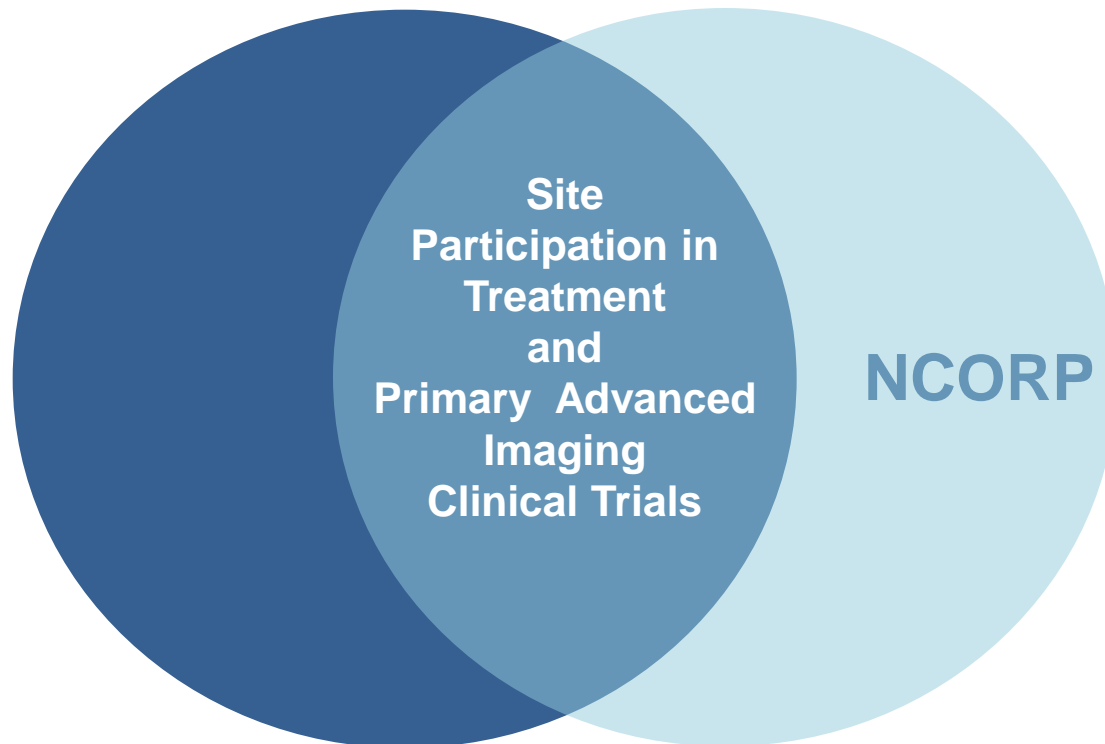 Site
Participation in
Treatment
and
Primary Advanced
Imaging
Clinical Trials
NCORP